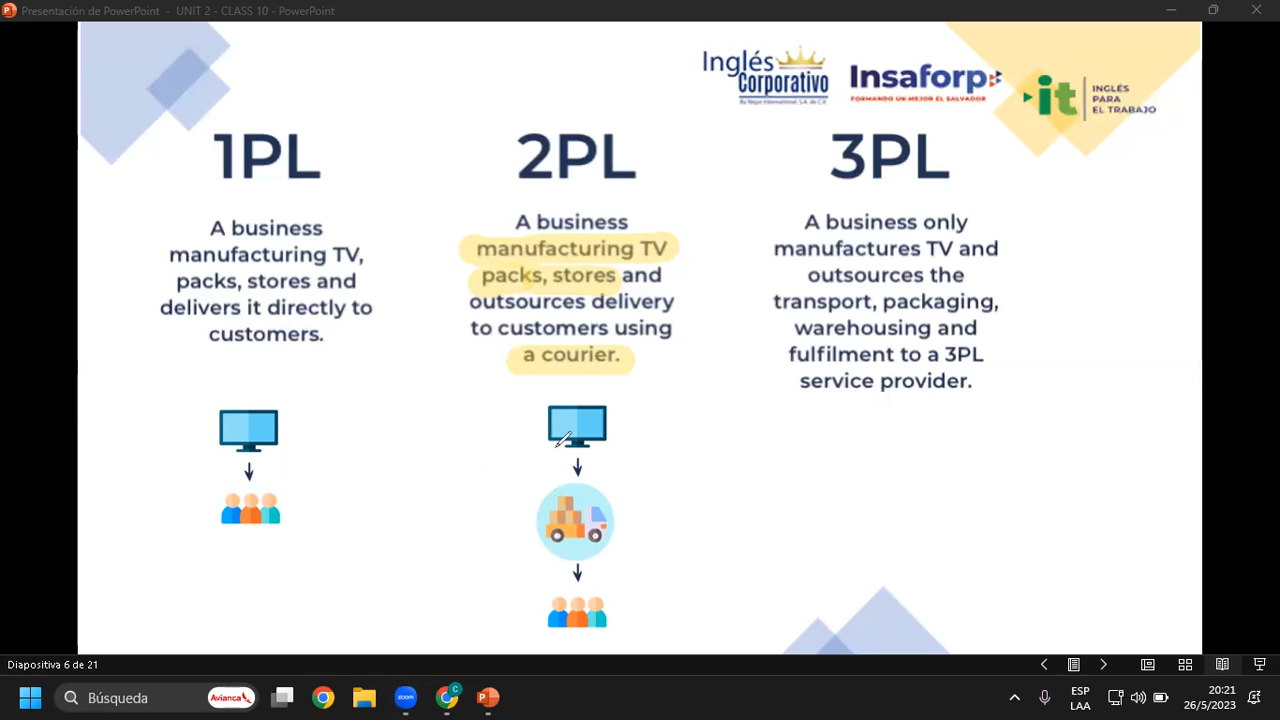 Presentación de PowerPoint - UNIT 2 - CLASS 10 - PowerPoint
Inglés
Corporativo
Insaforp
FORMANDO UN MEJOR EL SALVADOR
it
INGLÉS
PARA
EL TRABAJO
1PL
A business
manufacturing TV,
packs, stores and
delivers it directly to
customers.
2PL
A business
manufacturing TV
packs, stores and
outsources delivery
to customers using
a courier.
3PL
A business only
manufactures TV and
outsources the
transport, packaging,
warehousing and
fulfilment to a 3PL
service provider.
Diapositiva 6 de 21
Búsqueda
Avianca
zoom
C
ESP
LAA
20:21
26/5/2023